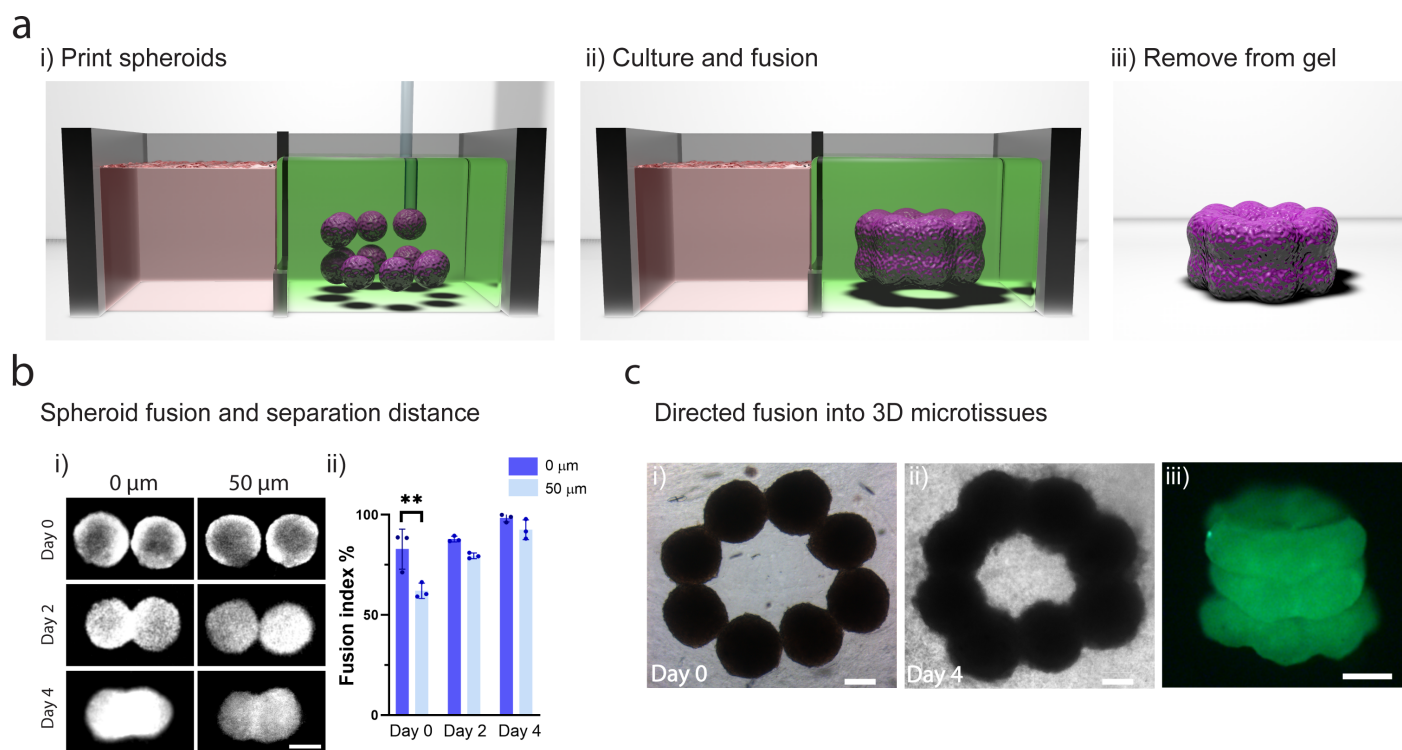 a
i) Print spheroids
ii) Culture and fusion
iii) Remove from gel
b
Spheroid fusion and separation distance
i)
0 µm
50 µm
Day 0
Day 2
Day 4
ii)
0 µm
50 µm
**
Fusion index %
100
50
0
Day 0
Day 2
Day 4
c
Directed fusion into 3D microtissues
i)
Day 0
ii)
Day 4
iii)